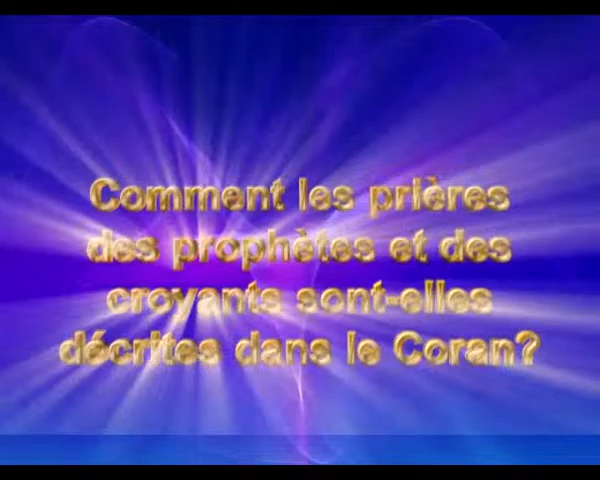 Comment les prières
des prophètes et des
croyants sont-elles
décrites dans le Coran?